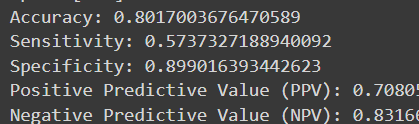 Accuracy: 0.8017003676470589
Sensitivity: 0.5737327188940092
Specificity: 0.899016393442623
Positive Predictive Value (PPV): 0.70805
Negative Predictive Value (NPV): 0.8316